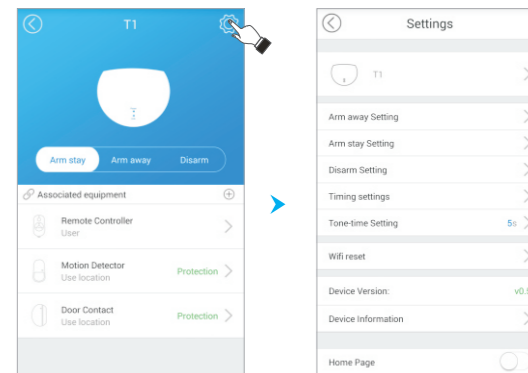 T1
Arm stay Arm away Disarm
Associated equipment
Remote Controller
User
Motion Detector
Use location
Protection
Door Contact
Use location
Protection
Settings
T1
Arm away Setting
Arm stay Setting
Disarm Setting
Timing settings
Tone-time Setting 5s
Wifi reset
Device Version:
Device Information
Home Page